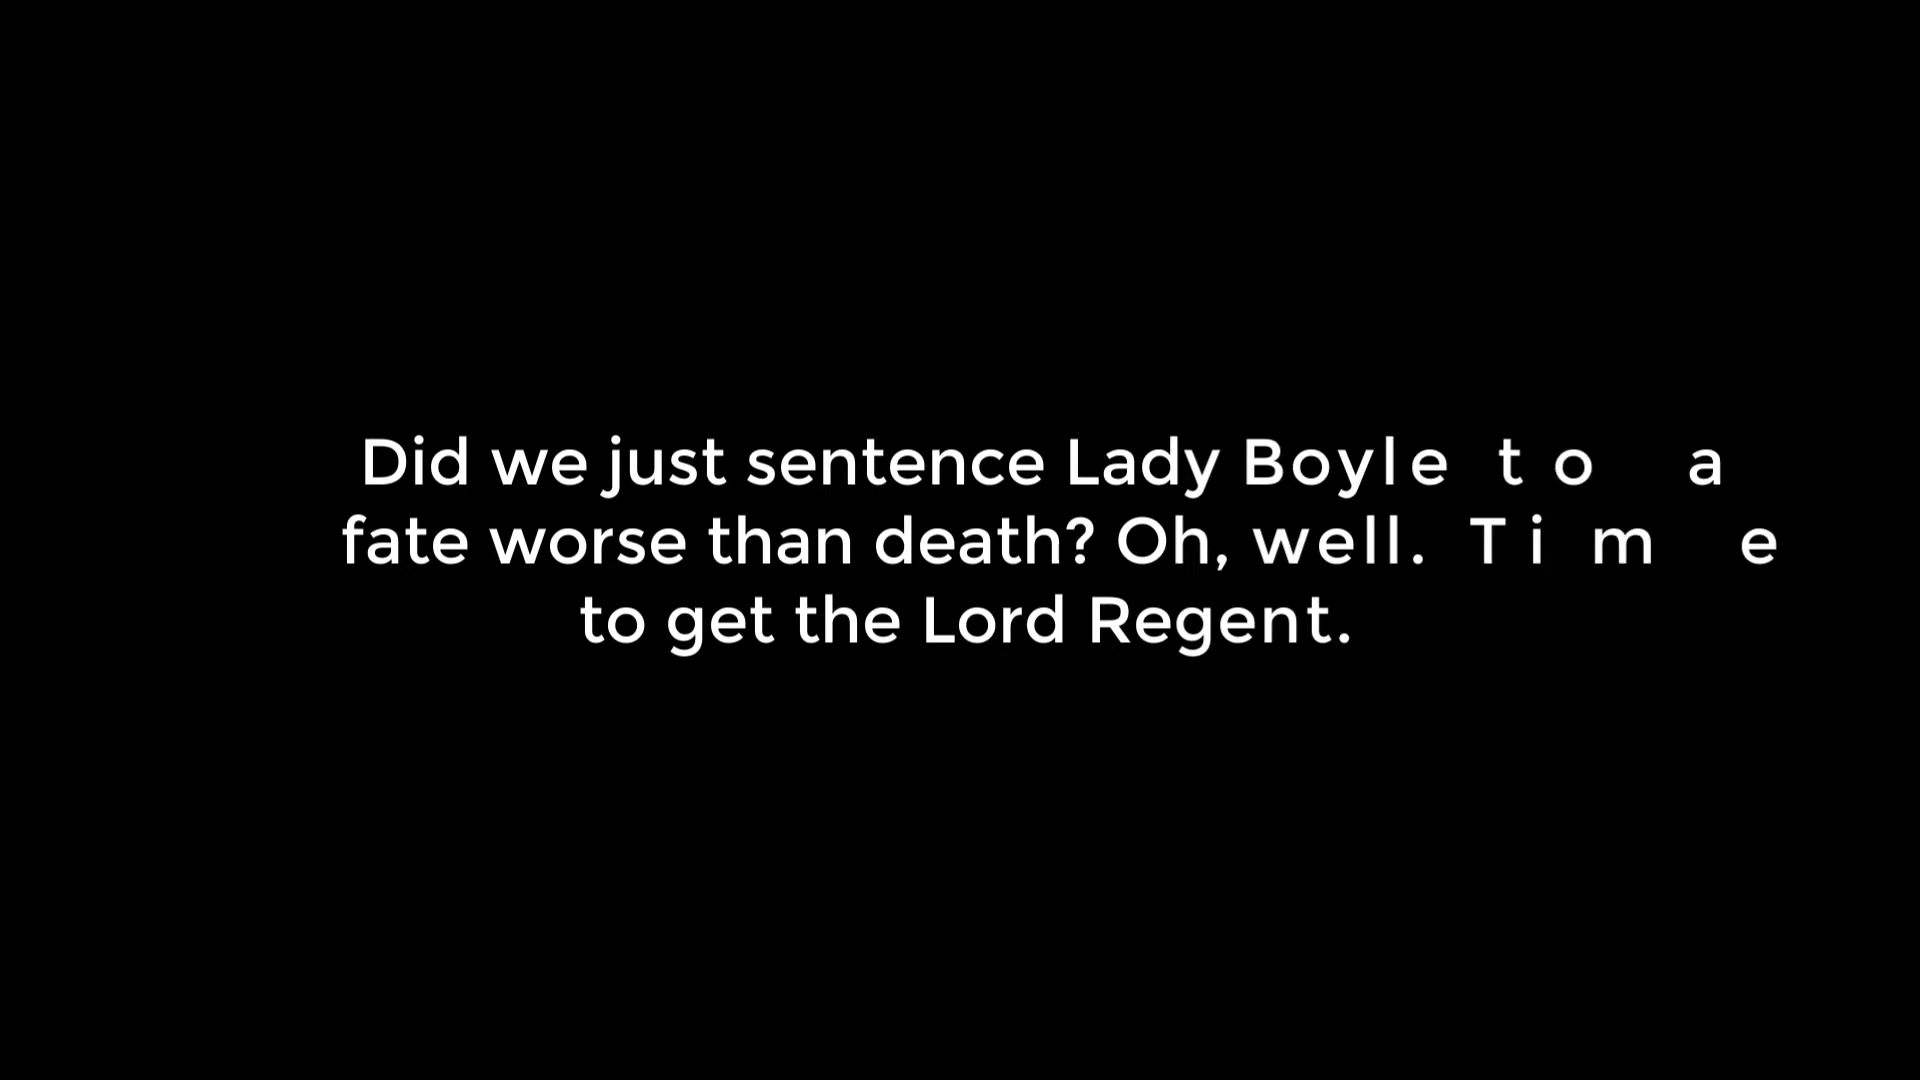 Did we just sentence Lady Boyle to a
fate worse than death? Oh, well. Time
to get the Lord Regent.